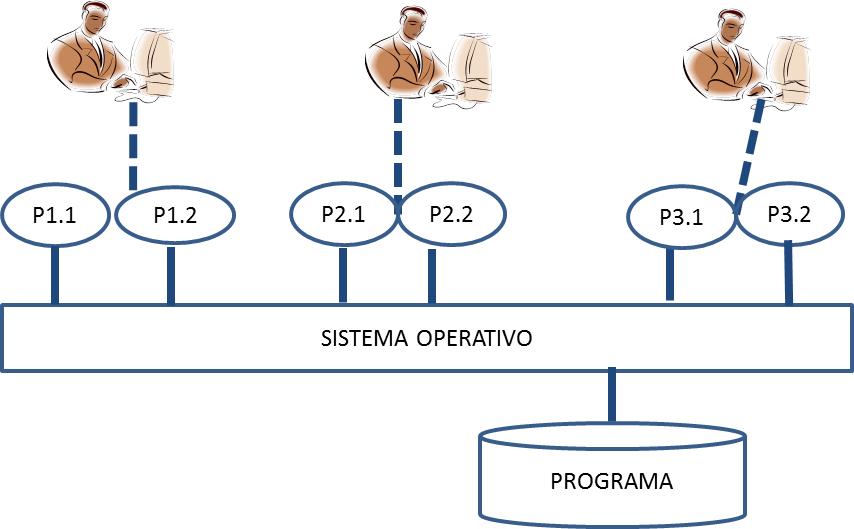 P1.1 P1.2 P2.1 P2.2 P3.1 P3.2
SISTEMA OPERATIVO
PROGRAMA